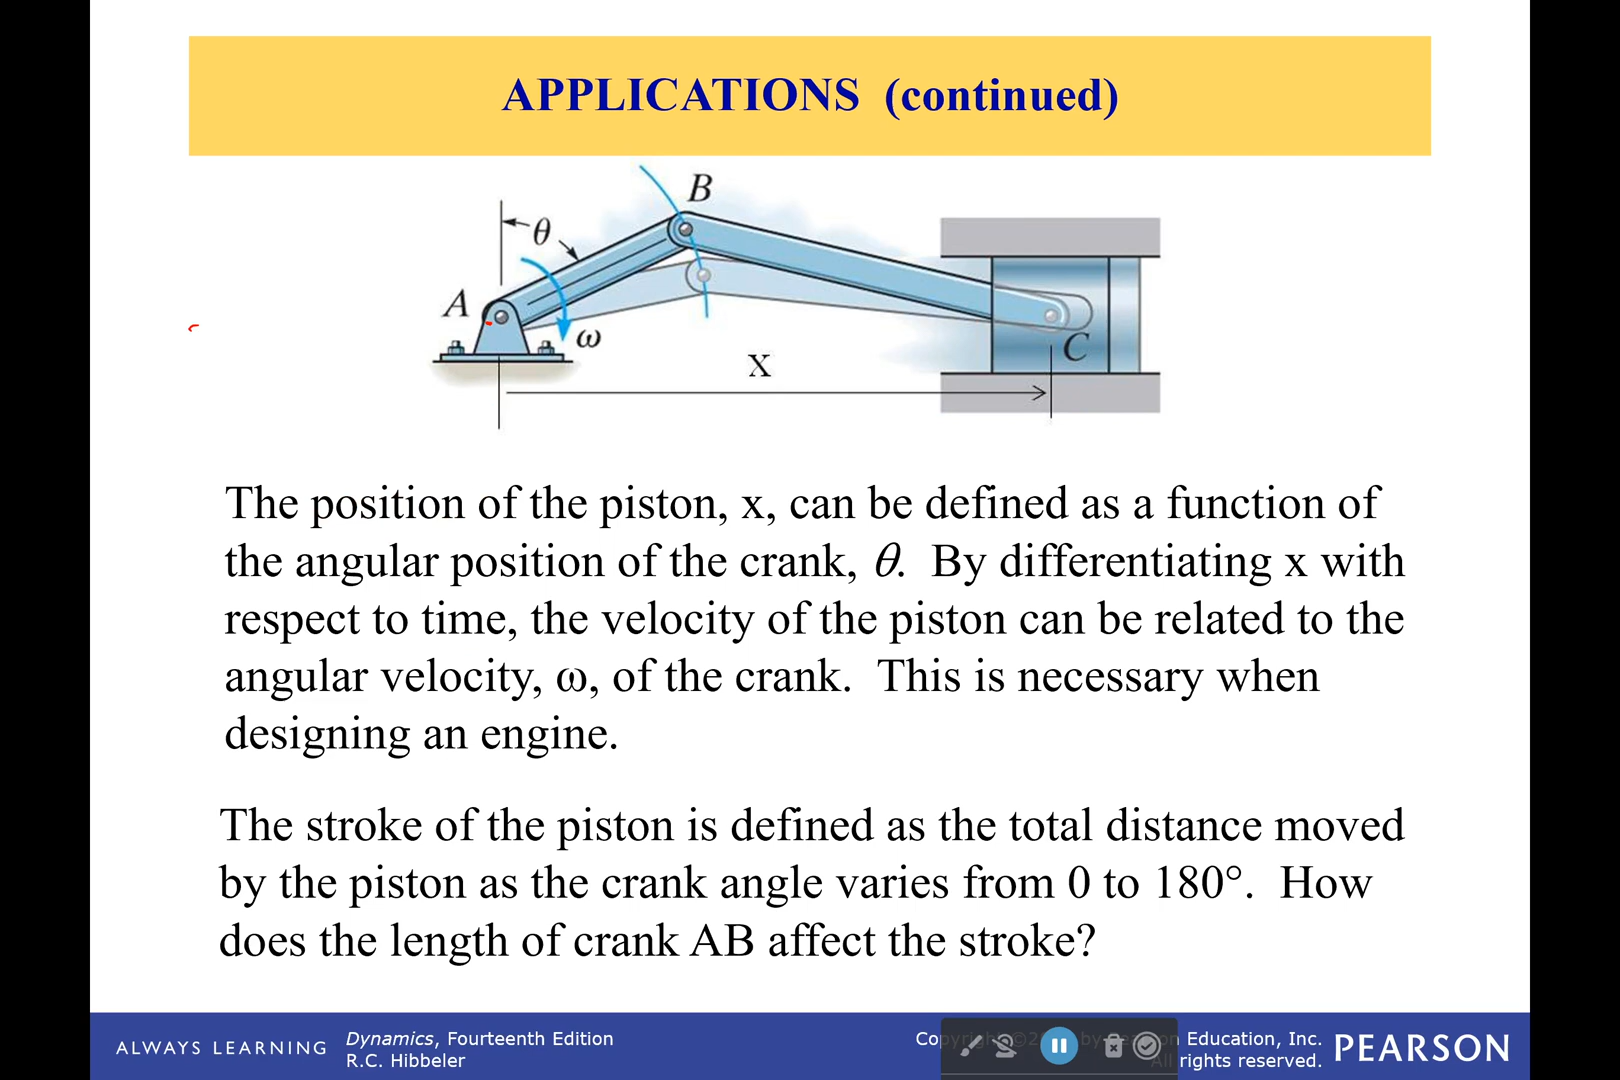 APPLICATIONS (continued)
B
θ
A
ω
X
C
The position of the piston, x, can be defined as a function of
the angular position of the crank, θ. By differentiating x with
respect to time, the velocity of the piston can be related to the
angular velocity, ω, of the crank. This is necessary when
designing an engine.
The stroke of the piston is defined as the total distance moved
by the piston as the crank angle varies from 0 to 180°. How
does the length of crank AB affect the stroke?
ALWAYS LEARNING
Dynamics, Fourteenth Edition
R.C. Hibbeler
Education, Inc.
All rights reserved.
PEARSON